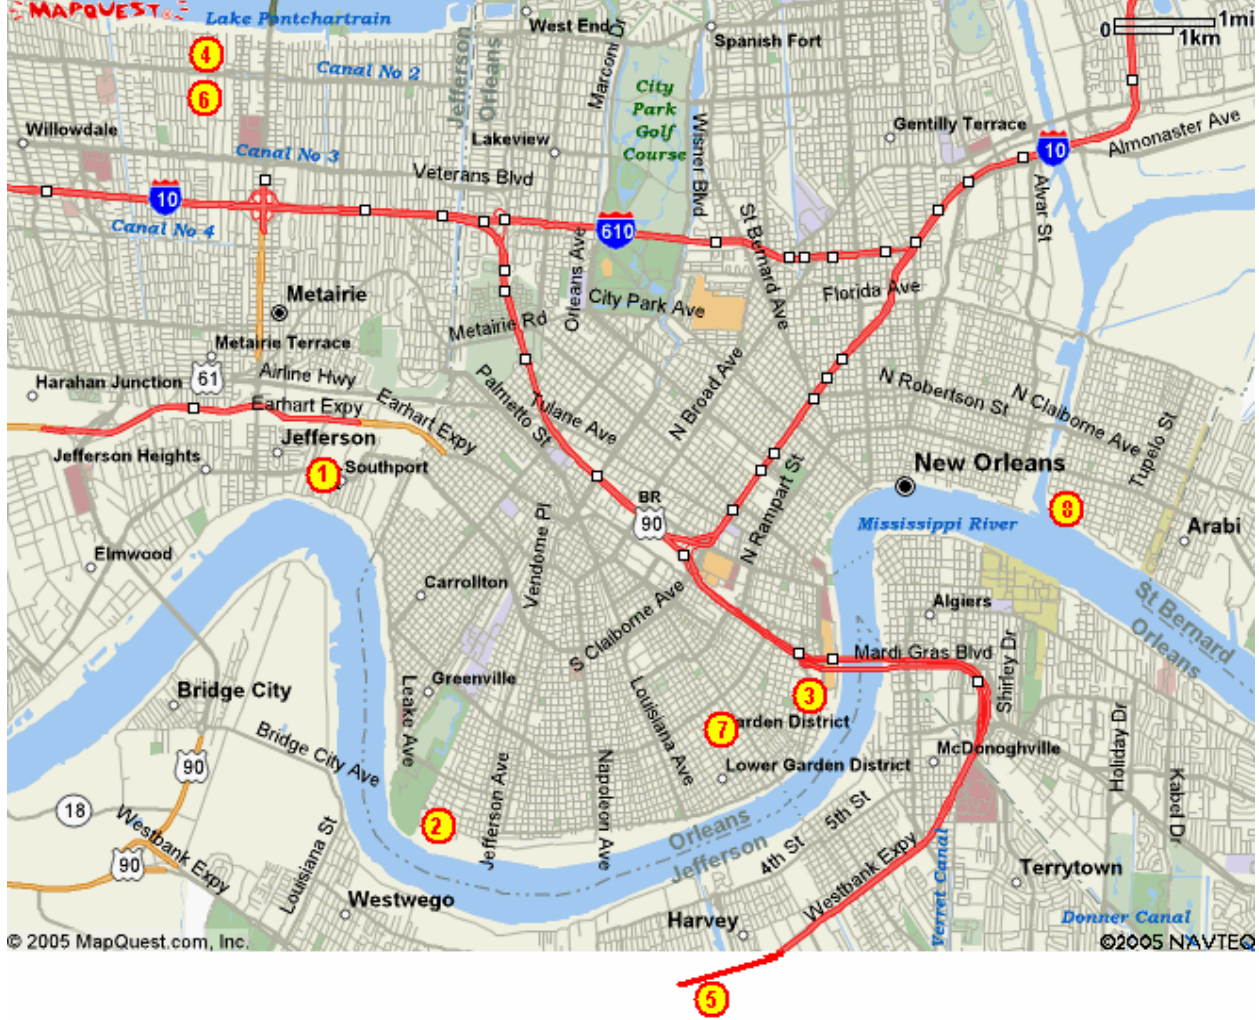 MAPQUEST
Lake Pontchartrain
West End
Spanish Fort
0 1mi
1km
4
Canal No 2
6
Jefferson
Orleans
Marconi Dr
City
Park
Golf
Course
Wisner Blvd
Willowdale
Canal No 3
Lakeview
Veterans Blvd
Gentilly Terrace
10
Almonaster Ave
Alvar St
10
Canal No 4
610
Orleans Ave
St Bernard Ave
Florida Ave
Metairie
City Park Ave
Metairie Rd
Metairie Terrace
61
Airline Hwy
Harahan Junction
Earhart Expy
Earhart Expy
Palmetto St
Tulane Ave
N Broad Ave
N Robertson St
N Claiborne Ave
Tupelo St
Jefferson
Jefferson Heights
1
Southport
New Orleans
BR
90
N Rampart St
Mississippi River
8
Arabi
Elmwood
Carrollton
Vendome Pl
S Claiborne Ave
Algiers
St Bernard
Orleans
Mardi Gras Blvd
Shirley Dr
Bridge City
Greenville
Leake Ave
Louisiana Ave
3
7
arden District
Lower Garden District
McDonoghville
Holiday Dr
Kabel Dr
Bridge City Ave
90
18
Westbank Expy
90
2
Jefferson Ave
Napoleon Ave
Orleans
Jefferson
5th St
4th St
Westbank Expy
Louisiana St
Westwego
Harvey
Verret Canal
Terrytown
Donner Canal
© 2005 MapQuest.com, Inc.
©2005 NAVTEQ
5